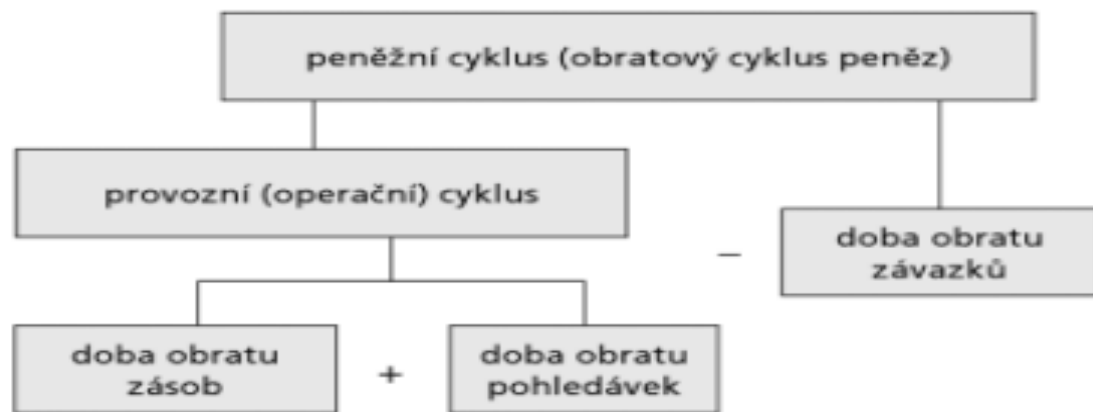 peněžní cyklus (obratový cyklus peněz)
provozní (operační) cyklus
–
doba obratu
závazků
doba obratu
zásob
+
doba obratu
pohledávek